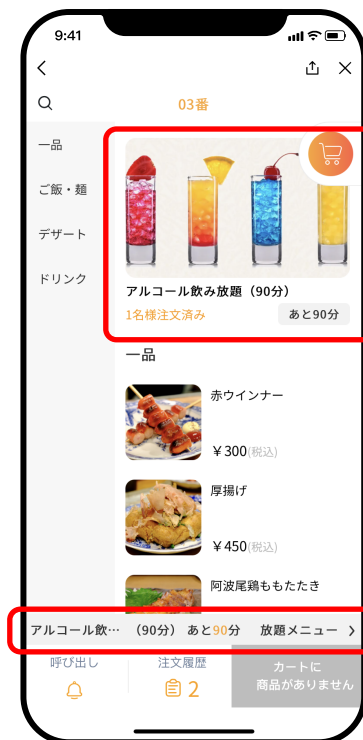 9:41
03番
一品
ご飯・麺
デザート
ドリンク
アルコール飲み放題（90分）
1名様注文済み
あと90分
一品
赤ウインナー
￥300(税込)
厚揚げ
￥450(税込)
阿波尾鶏ももたたき
アルコール飲… （90分） あと90分 放題メニュー
呼び出し
注文履歴
2
カートに
商品がありません